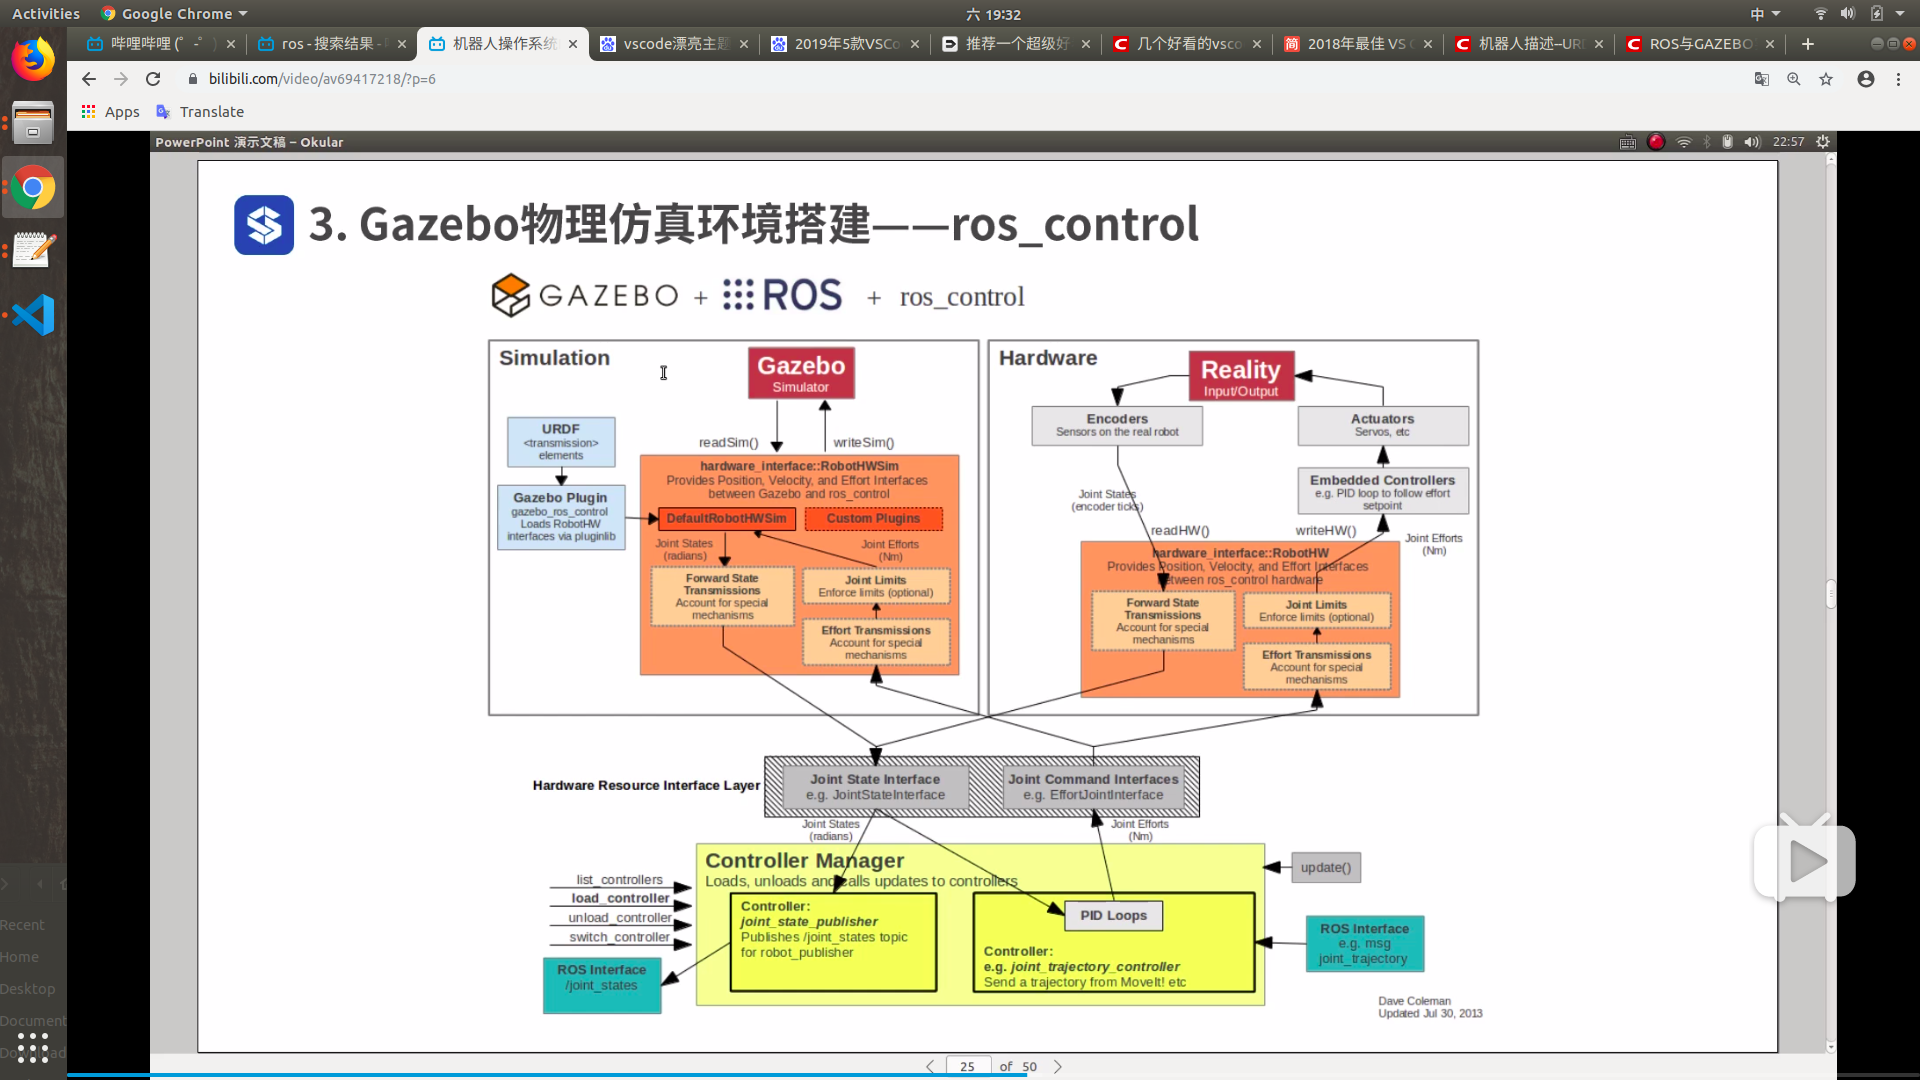 Activities
Google Chrome
六 19:32
中
哔哩哔哩 (゜-゜)
ros - 搜索结果 -
机器人操作系统
vscode漂亮主题
2019年5款VSCo
推荐一个超级好
几个好看的vsco
2018年最佳 VS C
机器人描述--UR
ROS与GAZEBO
bilibili.com/video/av69417218/?p=6
Apps
Translate
PowerPoint 演示文稿 – Okular
22:57
3. Gazebo物理仿真环境搭建——ros_control
GAZEBO + ROS + ros_control
Simulation
Gazebo
Simulator
URDF
<transmission>
elements
readSim()
writeSim()
Gazebo Plugin
gazebo_ros_control
Loads RobotHW
interfaces via pluginlib
hardware_interface::RobotHWSim
Provides Position, Velocity, and Effort Interfaces
between Gazebo and ros_control
DefaultRobotHWSim
Custom Plugins
Joint States
(radians)
Joint Efforts
(Nm)
Forward State
Transmissions
Account for special
mechanisms
Joint Limits
Enforce limits (optional)
Effort Transmissions
Account for special
mechanisms
Hardware
Reality
Input/Output
Encoders
Sensors on the real robot
Actuators
Servos, etc
Embedded Controllers
e.g. PID loop to follow effort
setpoint
Joint States
(encoder ticks)
readHW()
writeHW()
Joint Efforts
(Nm)
hardware_interface::RobotHW
Provides Position, Velocity, and Effort Interfaces
between ros_control hardware
Forward State
Transmissions
Account for special
mechanisms
Joint Limits
Enforce limits (optional)
Effort Transmissions
Account for special
mechanisms
Hardware Resource Interface Layer
Joint State Interface
e.g. JointStateInterface
Joint Command Interfaces
e.g. EffortJointInterface
Joint States
(radians)
Joint Efforts
(Nm)
Controller Manager
Loads, unloads and calls updates to controllers
update()
list_controllers
load_controller
unload_controller
switch_controller
Controller:
joint_state_publisher
Publishes /joint_states topic
for robot_publisher
PID Loops
Controller:
e.g. joint_trajectory_controller
Send a trajectory from MoveIt! etc
ROS Interface
/joint_states
ROS Interface
e.g. msg
joint_trajectory
Dave Coleman
Updated Jul 30, 2013
25 of 50
Recent
Home
Desktop
Document
Download